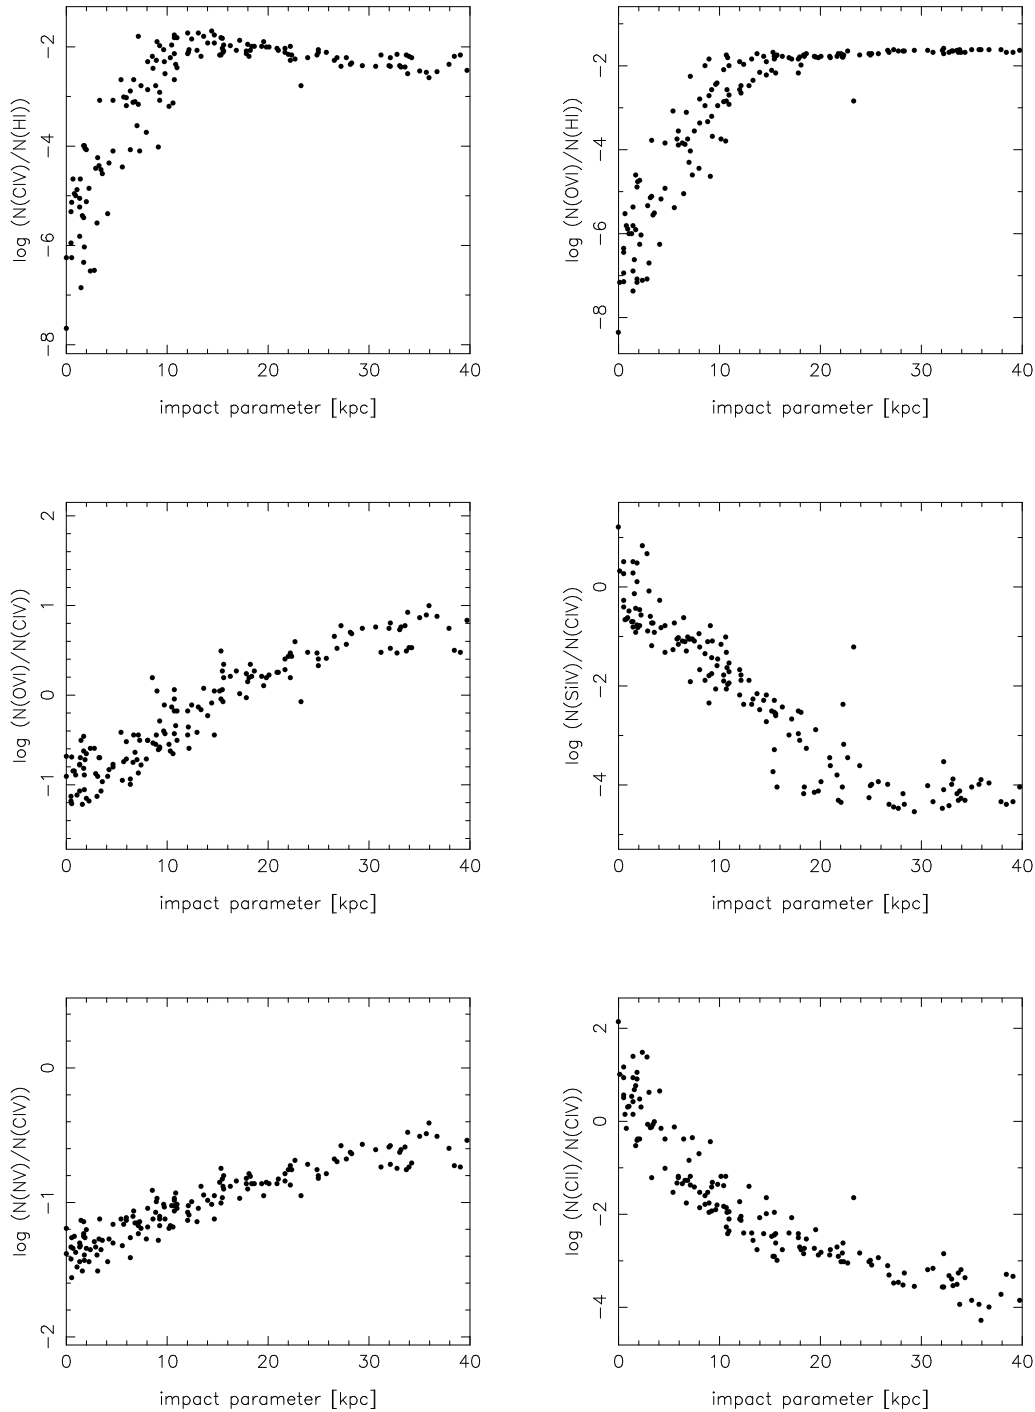 log (N(CIV)/N(HI))
−2
−4
−6
−8
0 10 20 30 40
impact parameter [kpc]
log (N(OVI)/N(HI))
−2
−4
−6
−8
0 10 20 30 40
impact parameter [kpc]
log (N(OVI)/N(CIV))
2
1
0
−1
0 10 20 30 40
impact parameter [kpc]
log (N(SiIV)/N(CIV))
0
−2
−4
0 10 20 30 40
impact parameter [kpc]
log (N(NV)/N(CIV))
0
−1
−2
0 10 20 30 40
impact parameter [kpc]
log (N(CII)/N(CIV))
2
0
−2
−4
0 10 20 30 40
impact parameter [kpc]